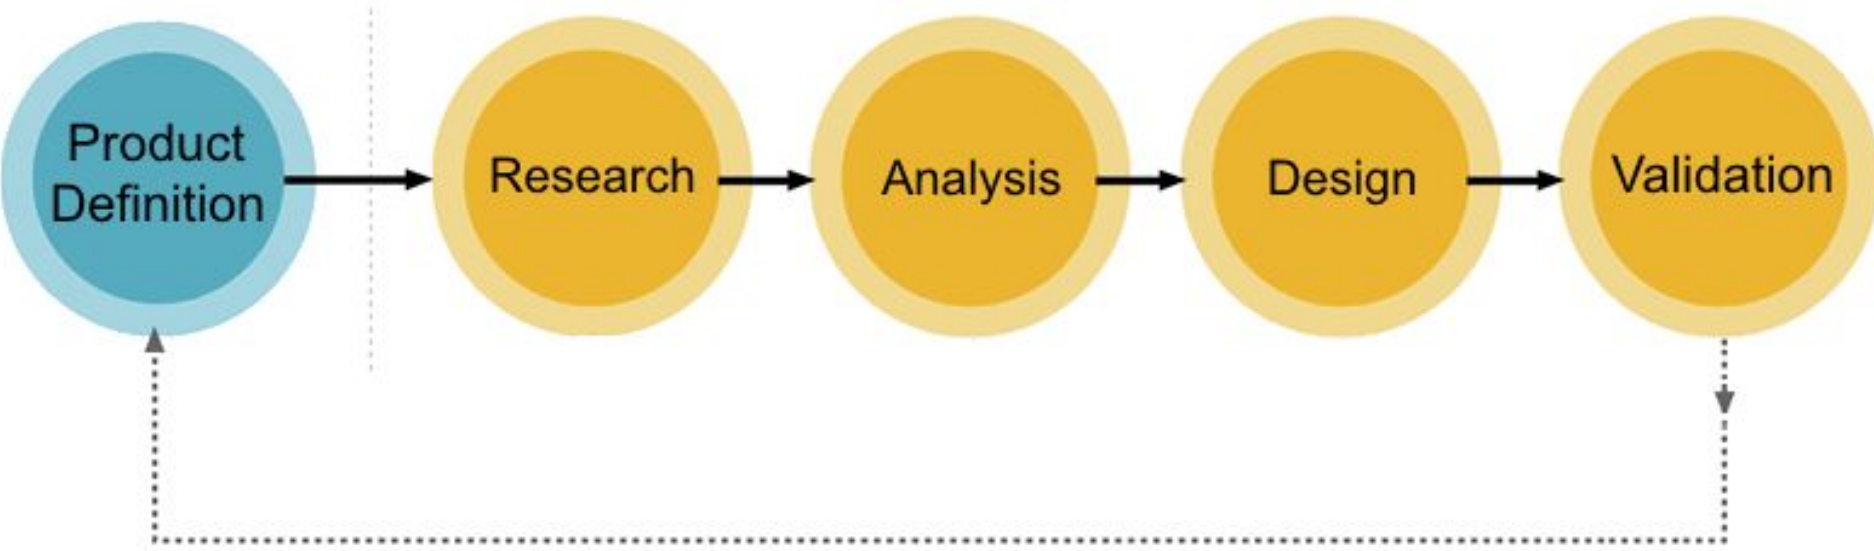 Product
Definition
Research
Analysis
Design
Validation